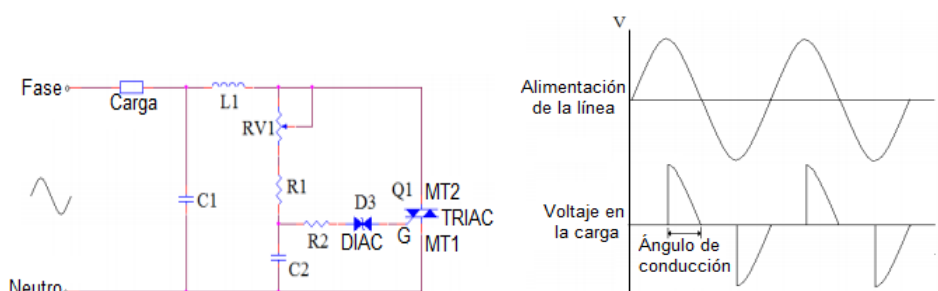 Fase
Carga
L1
RV1
C1
R1
R2
D3
DIAC
C2
Q1
MT2
TRIAC
G
MT1
Neutro
V
Alimentación
de la línea
Voltaje en
la carga
Ángulo de
conducción